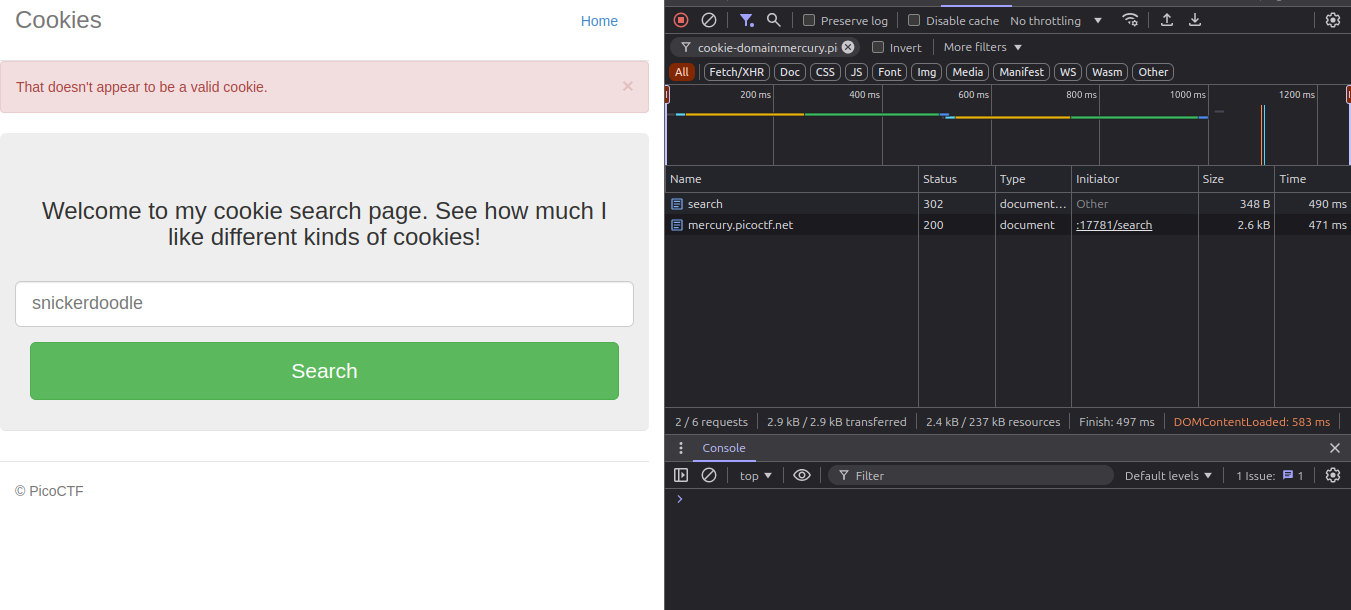 Cookies
Home
That doesn't appear to be a valid cookie. ×
Welcome to my cookie search page. See how much I
like different kinds of cookies!
snickerdoodle
Search
© PicoCTF
Preserve log Disable cache No throttling
cookie-domain:mercury.pi Invert More filters
All Fetch/XHR Doc CSS JS Font Img Media Manifest WS Wasm Other
200 ms 400 ms 600 ms 800 ms 1000 ms 1200 ms
Name Status Type Initiator Size Time
search 302 document... Other 348 B 490 ms
mercury.picoctf.net 200 document :17781/search 2.6 kB 471 ms
2 / 6 requests 2.9 kB / 2.9 kB transferred 2.4 kB / 237 kB resources Finish: 497 ms DOMContentLoaded: 583 ms
Console
top Filter Default levels 1 Issue: 1